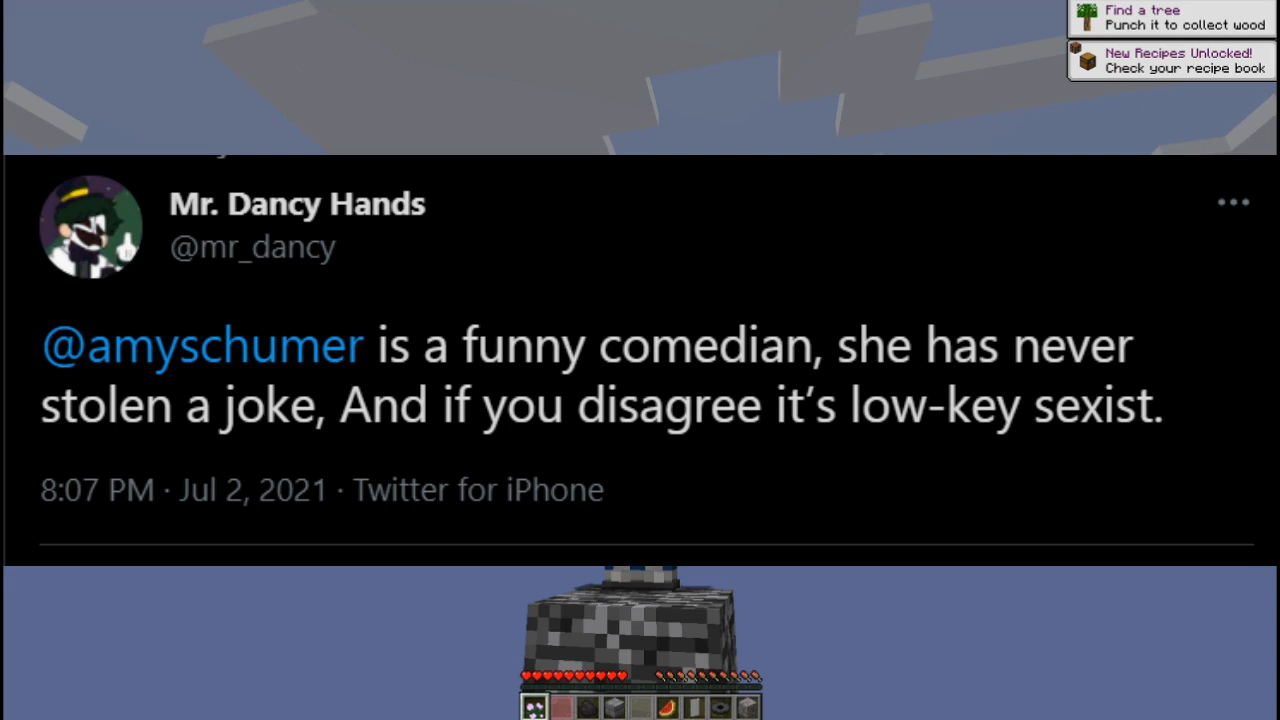 Find a tree
Punch it to collect wood
New Recipes Unlocked!
Check your recipe book
Mr. Dancy Hands
@mr_dancy
@amyschumer is a funny comedian, she has never
stolen a joke, And if you disagree it’s low-key sexist.
8:07 PM · Jul 2, 2021 · Twitter for iPhone